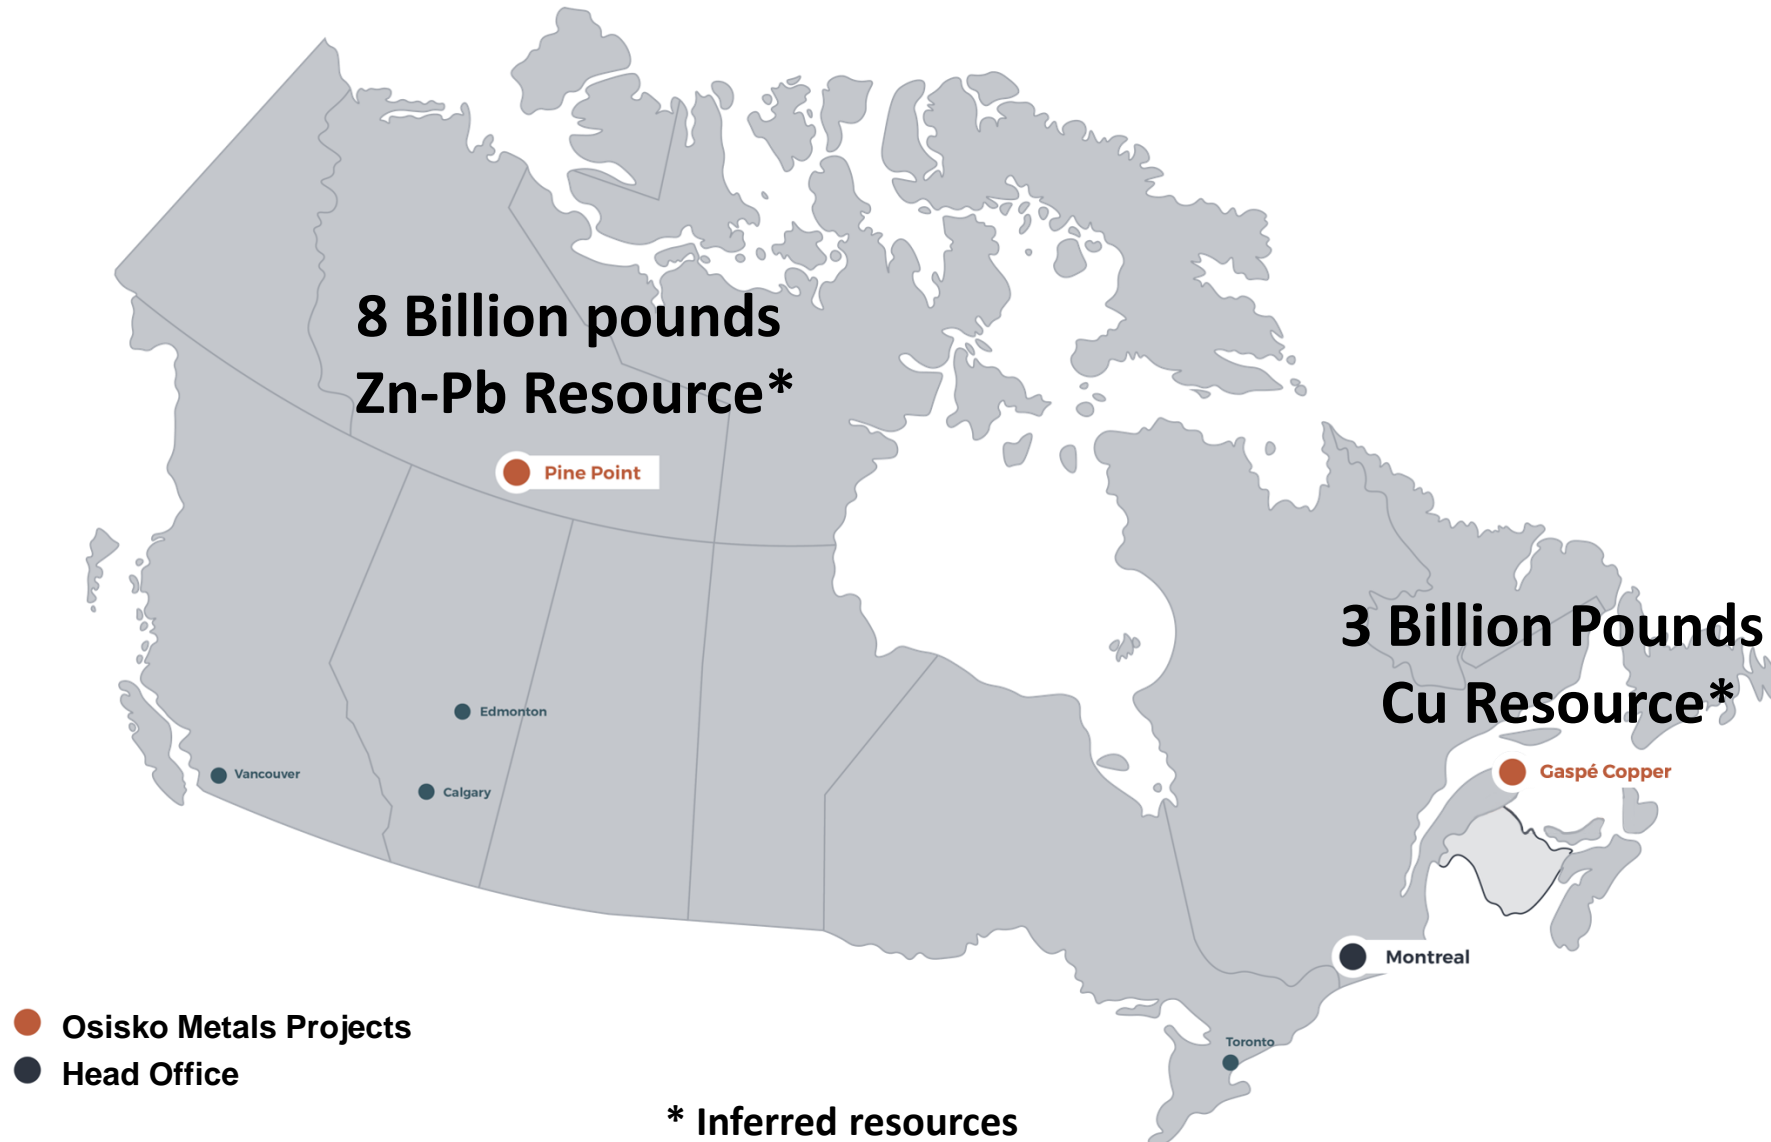 8 Billion pounds
Zn-Pb Resource*
Pine Point
3 Billion Pounds
Cu Resource*
Edmonton
Vancouver
Calgary
Gaspé Copper
Montreal
Osisko Metals Projects
Toronto
Head Office
* Inferred resources